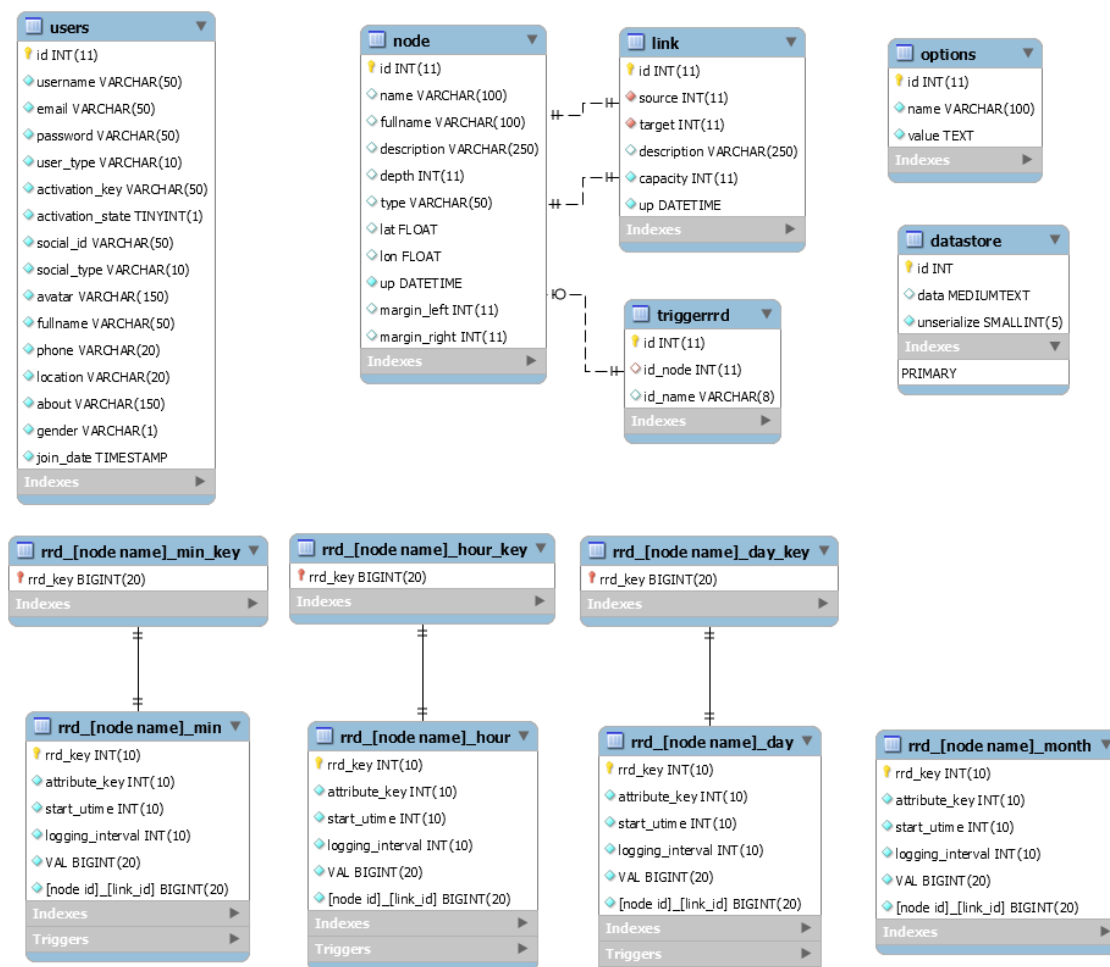 users
id INT(11)
username VARCHAR(50)
email VARCHAR(50)
password VARCHAR(50)
user_type VARCHAR(10)
activation_key VARCHAR(50)
activation_state TINYINT(1)
social_id VARCHAR(50)
social_type VARCHAR(10)
avatar VARCHAR(150)
fullname VARCHAR(50)
phone VARCHAR(20)
location VARCHAR(20)
about VARCHAR(150)
gender VARCHAR(1)
join_date TIMESTAMP
Indexes
node
id INT(11)
name VARCHAR(100)
fullname VARCHAR(100)
description VARCHAR(250)
depth INT(11)
type VARCHAR(50)
lat FLOAT
lon FLOAT
up DATETIME
margin_left INT(11)
margin_right INT(11)
Indexes
link
id INT(11)
source INT(11)
target INT(11)
description VARCHAR(250)
capacity INT(11)
up DATETIME
Indexes
triggerrrd
id INT(11)
id_node INT(11)
id_name VARCHAR(8)
Indexes
options
id INT(11)
name VARCHAR(100)
value TEXT
Indexes
datastore
id INT
data MEDIUMTEXT
unserialize SMALLINT(5)
Indexes
PRIMARY
rrd_[node name]_min_key
rrd_key BIGINT(20)
Indexes
rrd_[node name]_hour_key
rrd_key BIGINT(20)
Indexes
rrd_[node name]_day_key
rrd_key BIGINT(20)
Indexes
rrd_[node name]_min
rrd_key INT(10)
attribute_key INT(10)
start_utime INT(10)
logging_interval INT(10)
VAL BIGINT(20)
[node id]_[link_id] BIGINT(20)
Indexes
Triggers
rrd_[node name]_hour
rrd_key INT(10)
attribute_key INT(10)
start_utime INT(10)
logging_interval INT(10)
VAL BIGINT(20)
[node id]_[link_id] BIGINT(20)
Indexes
Triggers
rrd_[node name]_day
rrd_key INT(10)
attribute_key INT(10)
start_utime INT(10)
logging_interval INT(10)
VAL BIGINT(20)
[node id]_[link_id] BIGINT(20)
Indexes
Triggers
rrd_[node name]_month
rrd_key INT(10)
attribute_key INT(10)
start_utime INT(10)
logging_interval INT(10)
VAL BIGINT(20)
[node id]_[link_id] BIGINT(20)
Indexes